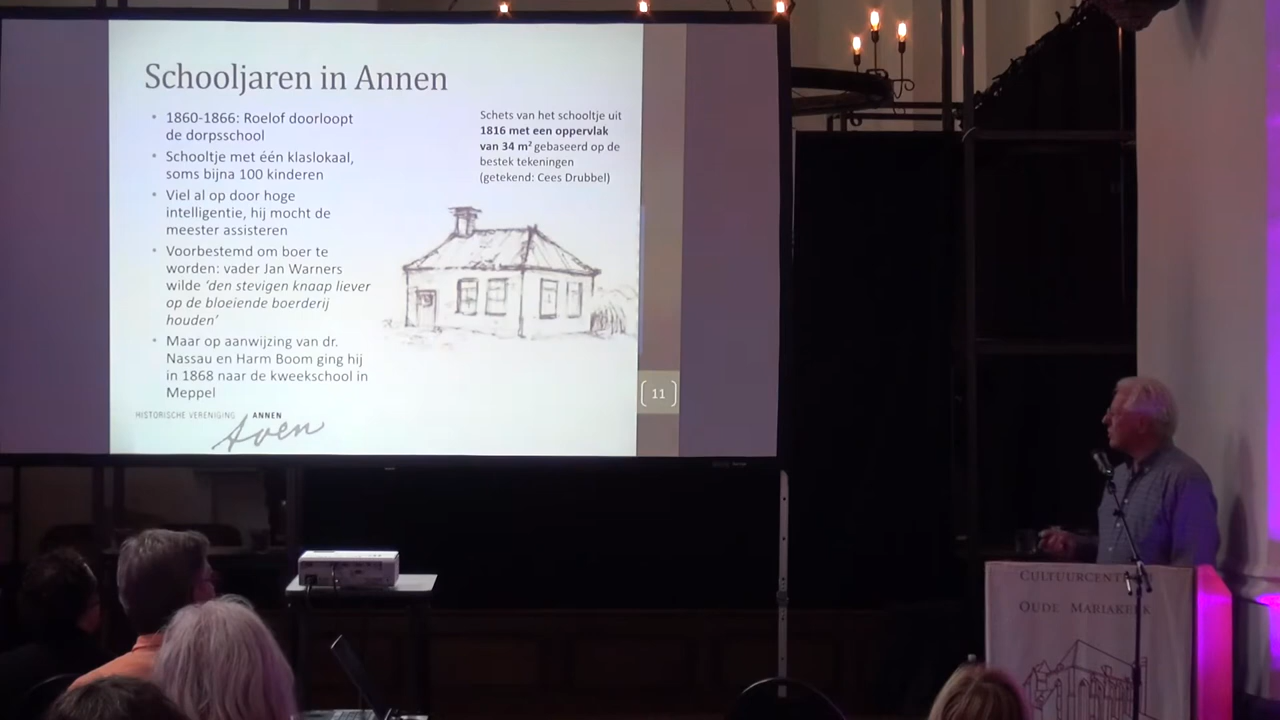 Schooljaren in Annen
• 1860-1866: Roelof doorloopt
de dorpsschool
• Schooltje met één klaslokaal,
soms bijna 100 kinderen
• Viel al op door hoge
intelligentie, hij mocht de
meester assisteren
• Voorbestemd om boer te
worden: vader Jan Warners
wilde ‘den stevigen knaap liever
op de bloeiende boerderij
houden’
• Maar op aanwijzing van dr.
Nassau en Harm Boom ging hij
in 1868 naar de kweekschool in
Meppel
Schets van het schooltje uit
1816 met een oppervlak
van 34 m² gebaseerd op de
bestek tekeningen
(getekend: Cees Drubbel)
11
HISTORISCHE VERENIGING ANNEN
Aven
CULTUURCENT
OUDE MARIAKERK